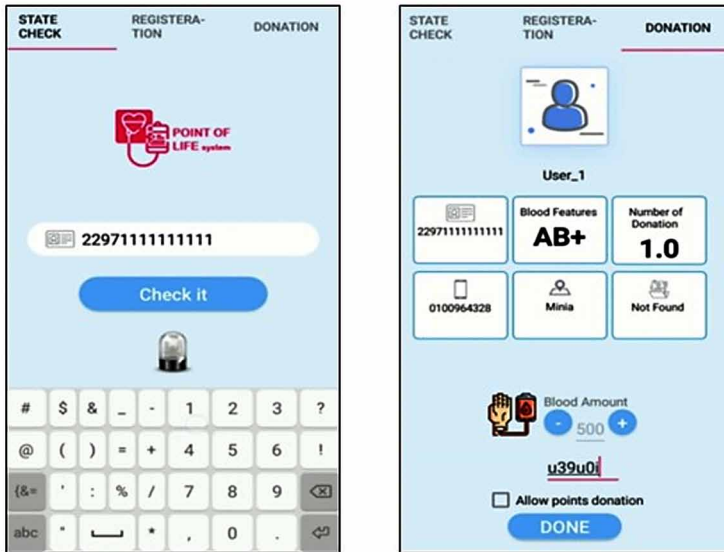 STATE
CHECK
REGISTERA-
TION
DONATION
POINT OF
LIFE system
22971111111111
Check it
# $ & _ - 1 2 3 ?
@ ( ) = + 4 5 6 !
{&= ' : % / 7 8 9
abc " * , 0 .
STATE
CHECK
REGISTERA-
TION
DONATION
User_1
22971111111111
Blood Features
AB+
Number of
Donation
1.0
0100964328
Minia
Not Found
Blood Amount
- 500 +
u39u0i
Allow points donation
DONE